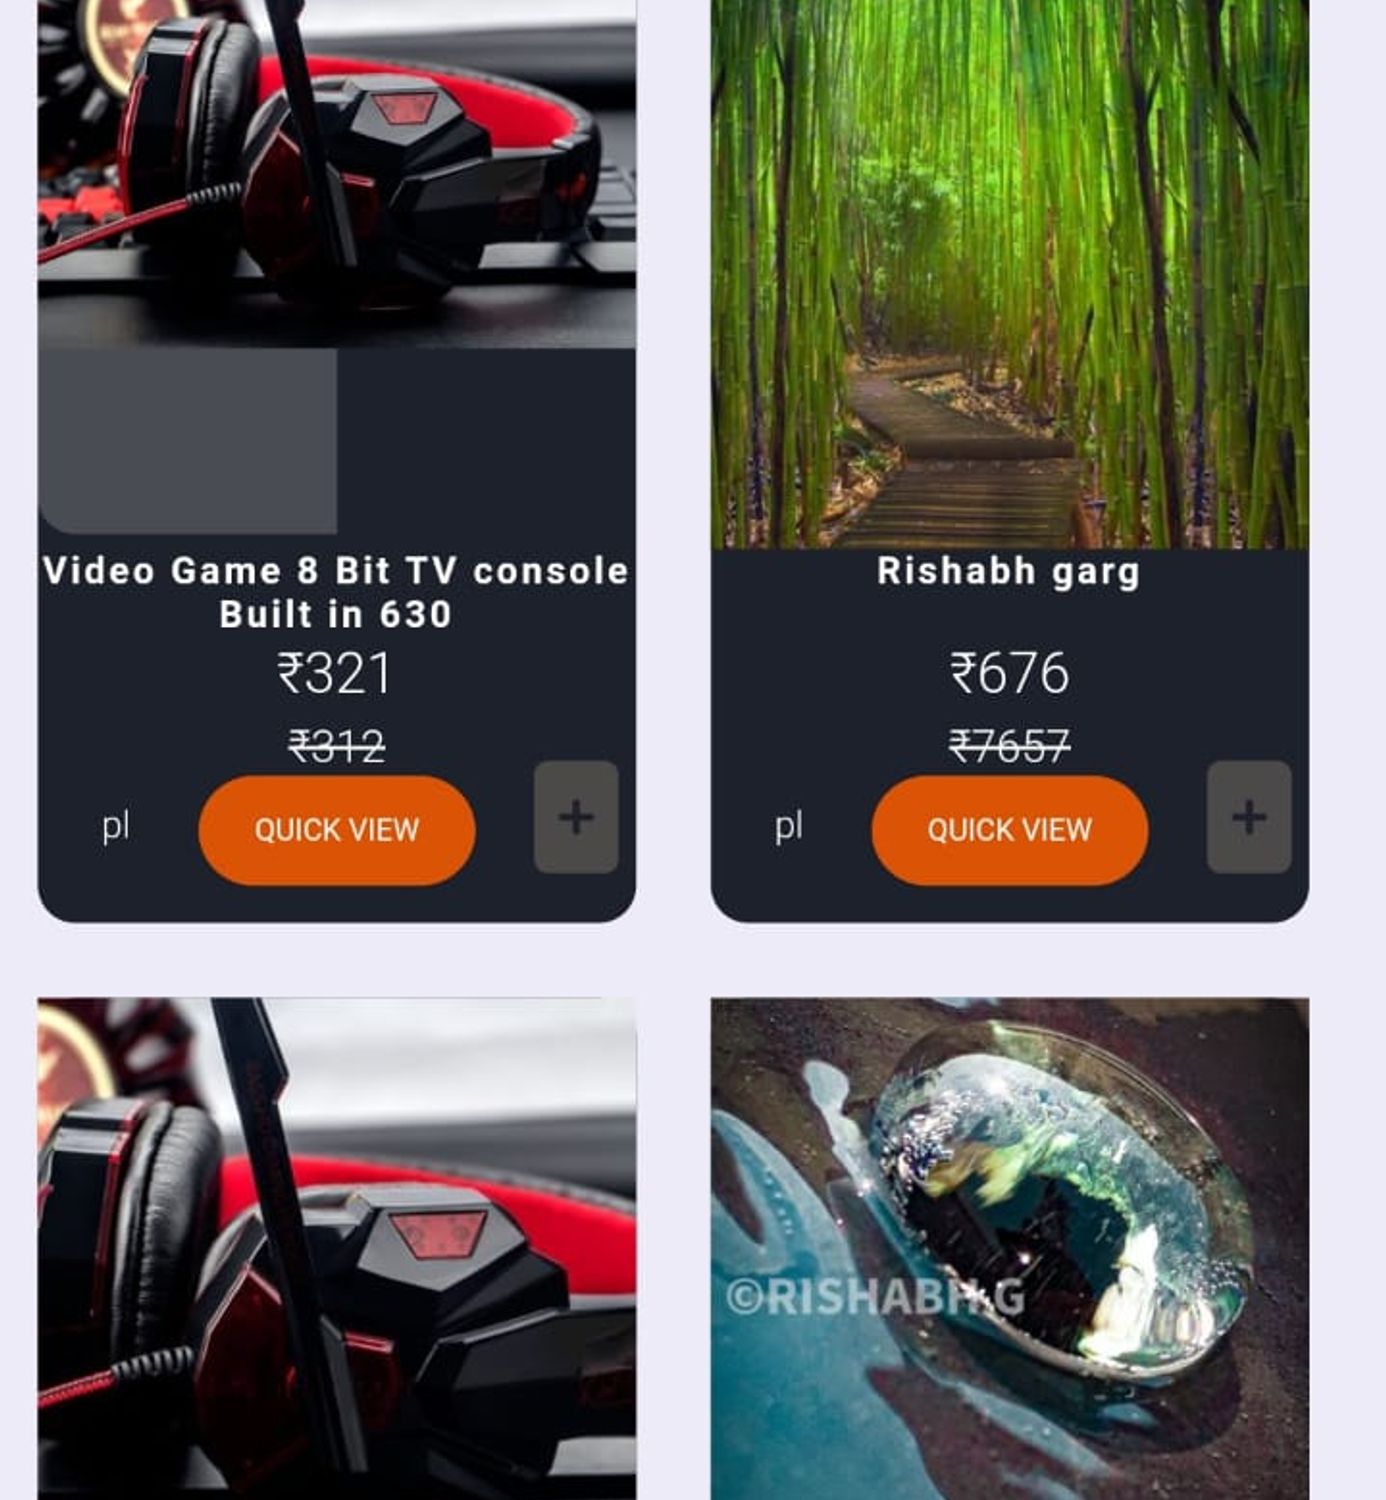 Video Game 8 Bit TV console
Built in 630
₹321
₹312
pl
QUICK VIEW
+
Rishabh garg
₹676
₹7657
pl
QUICK VIEW
+
©RISHABH.G